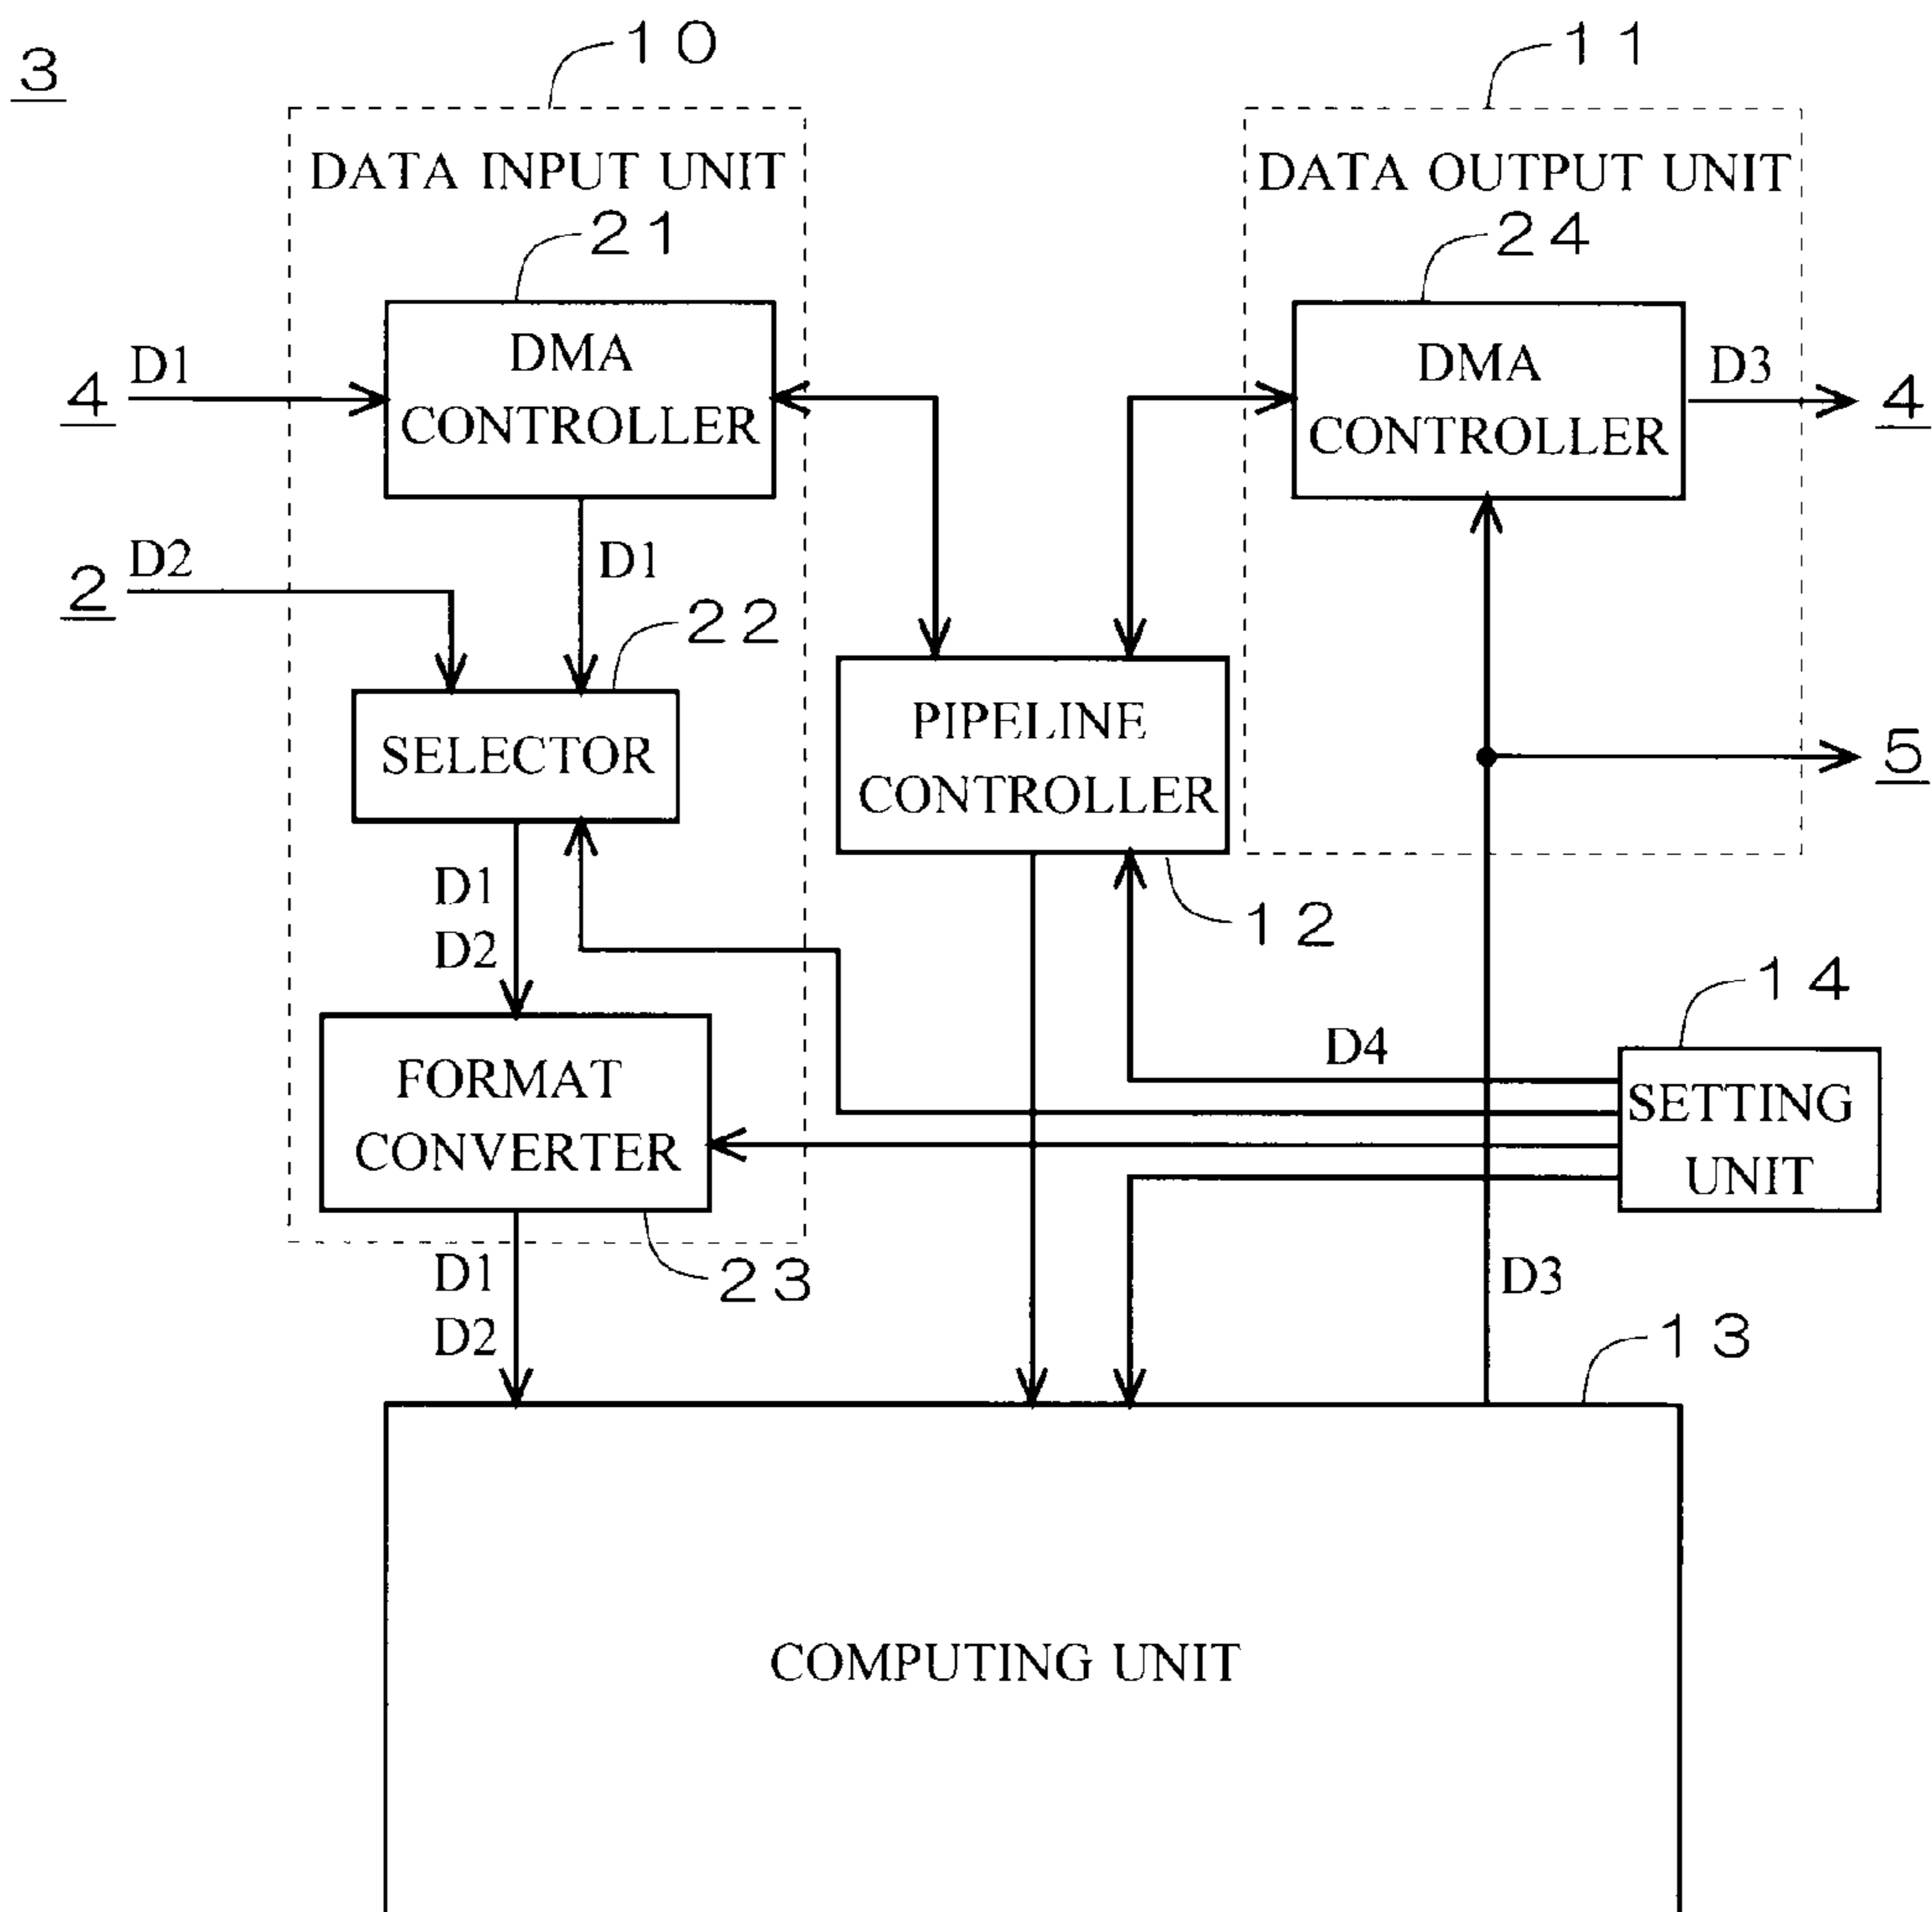 3
10
11
DATA INPUT UNIT
DATA OUTPUT UNIT
21
24
DMA
CONTROLLER
DMA
CONTROLLER
4
D1
D3
4
2
D2
D1
22
SELECTOR
PIPELINE
CONTROLLER
5
12
D1
D2
14
D4
FORMAT
CONVERTER
SETTING
UNIT
23
D1
D2
D3
13
COMPUTING UNIT